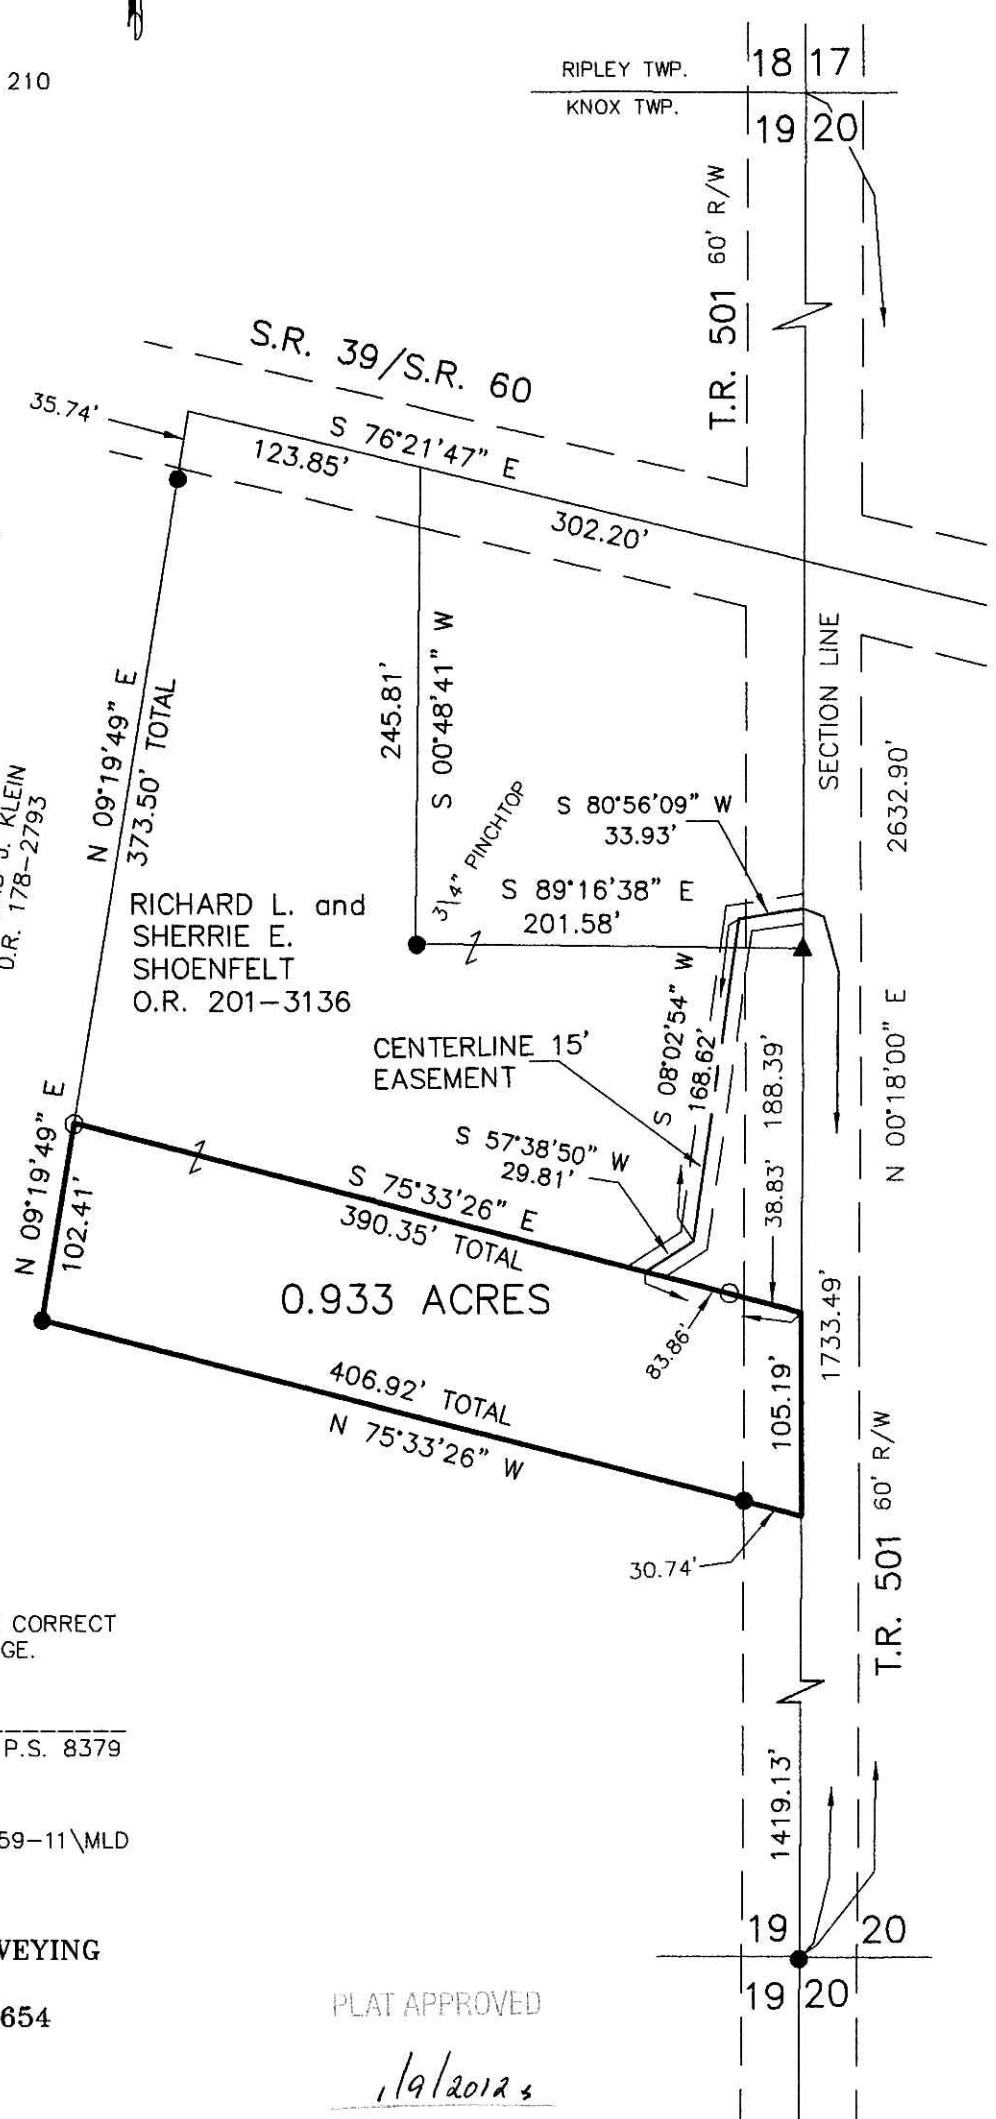 210
RIPLEY TWP.
KNOX TWP.
18 17
19 20
T.R. 501 60' R/W
S.R. 39/S.R. 60
35.74'
S 76°21'47" E
123.85'
302.20'
245.81'
S 00°48'41" W
SECTION LINE
2632.90'
N 09°19'49" E
373.50' TOTAL
J. KLEIN
O.R. 178-2793
3/4" PINCHTOP
S 80°56'09" W
33.93'
S 89°16'38" E
201.58'
RICHARD L. and
SHERRIE E.
SHOENFELT
O.R. 201-3136
CENTERLINE 15'
EASEMENT
S 08°02'54" W
168.62'
188.39'
N 00°18'00" E
S 57°38'50" W
29.81'
38.83'
N 09°19'49" E
102.41'
S 75°33'26" E
390.35' TOTAL
0.933 ACRES
83.86'
1733.49'
105.19'
406.92' TOTAL
N 75°33'26" W
30.74'
T.R. 501 60' R/W
CORRECT
GE.
P.S. 8379
59-11\MLD
1419.13'
VEYING
654
19 20
19 20
PLAT APPROVED
1/9/2012